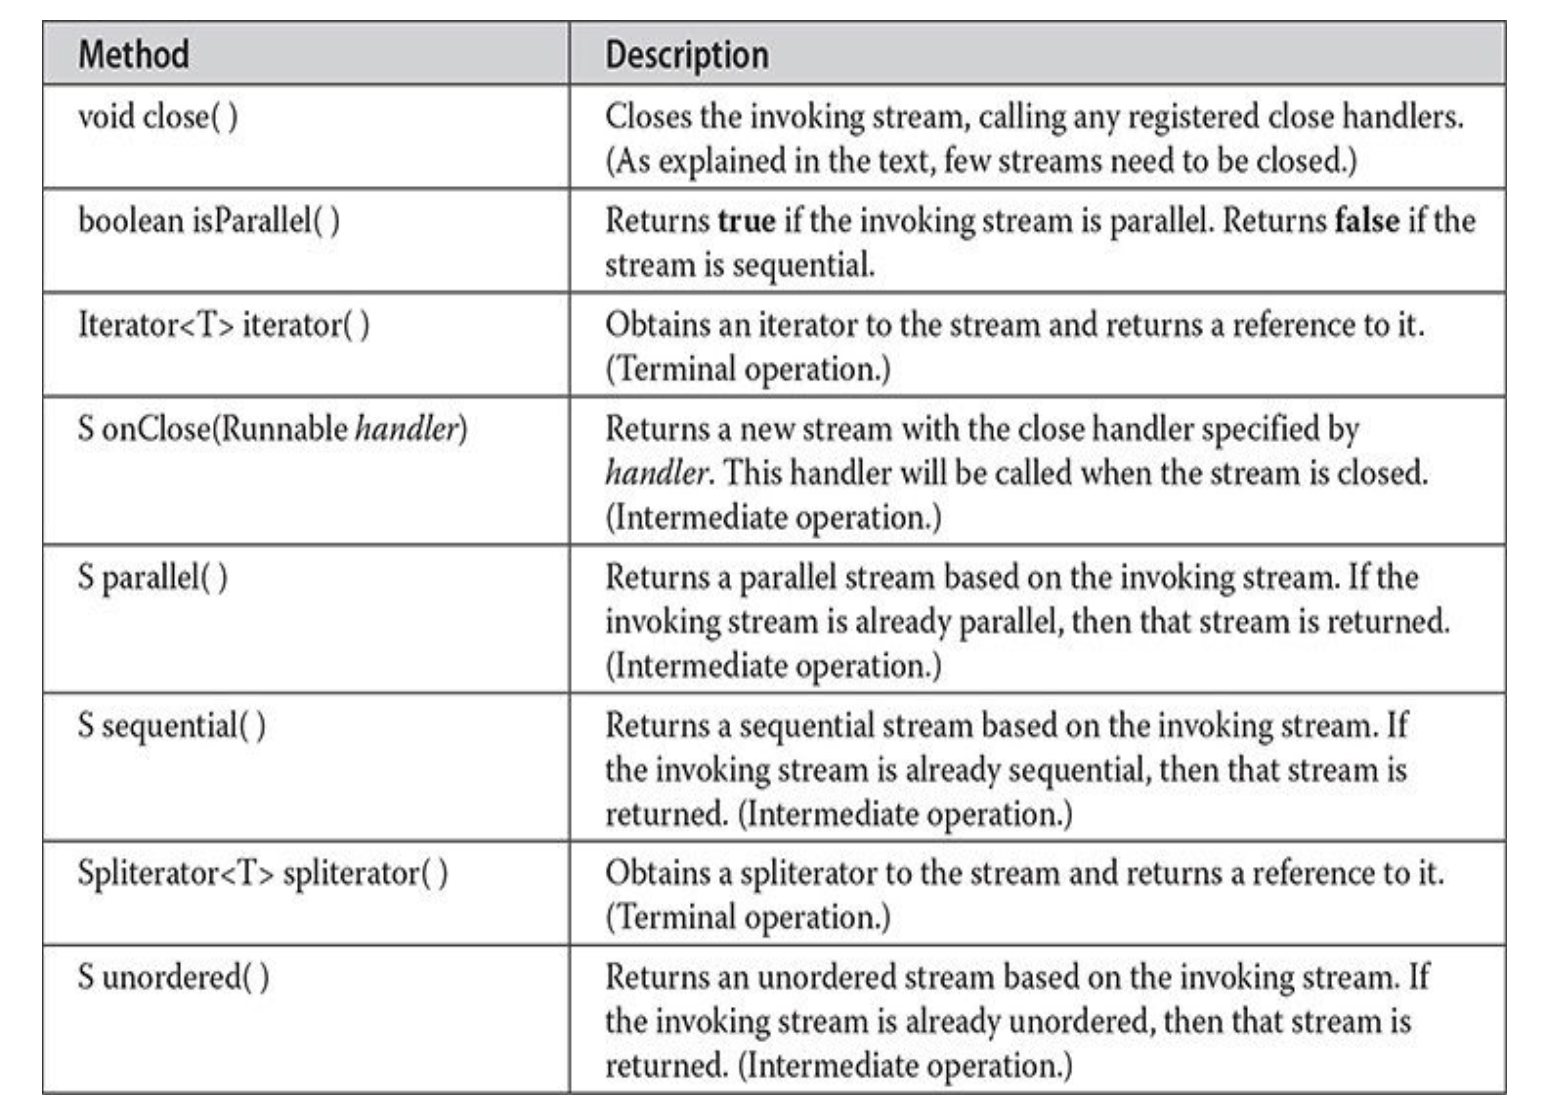 Method Description
void close( ) Closes the invoking stream, calling any registered close handlers.
(As explained in the text, few streams need to be closed.)
boolean isParallel( ) Returns true if the invoking stream is parallel. Returns false if the
stream is sequential.
Iterator<T> iterator( ) Obtains an iterator to the stream and returns a reference to it.
(Terminal operation.)
S onClose(Runnable handler) Returns a new stream with the close handler specified by
handler. This handler will be called when the stream is closed.
(Intermediate operation.)
S parallel( ) Returns a parallel stream based on the invoking stream. If the
invoking stream is already parallel, then that stream is returned.
(Intermediate operation.)
S sequential( ) Returns a sequential stream based on the invoking stream. If
the invoking stream is already sequential, then that stream is
returned. (Intermediate operation.)
Spliterator<T> spliterator( ) Obtains a spliterator to the stream and returns a reference to it.
(Terminal operation.)
S unordered( ) Returns an unordered stream based on the invoking stream. If
the invoking stream is already unordered, then that stream is
returned. (Intermediate operation.)